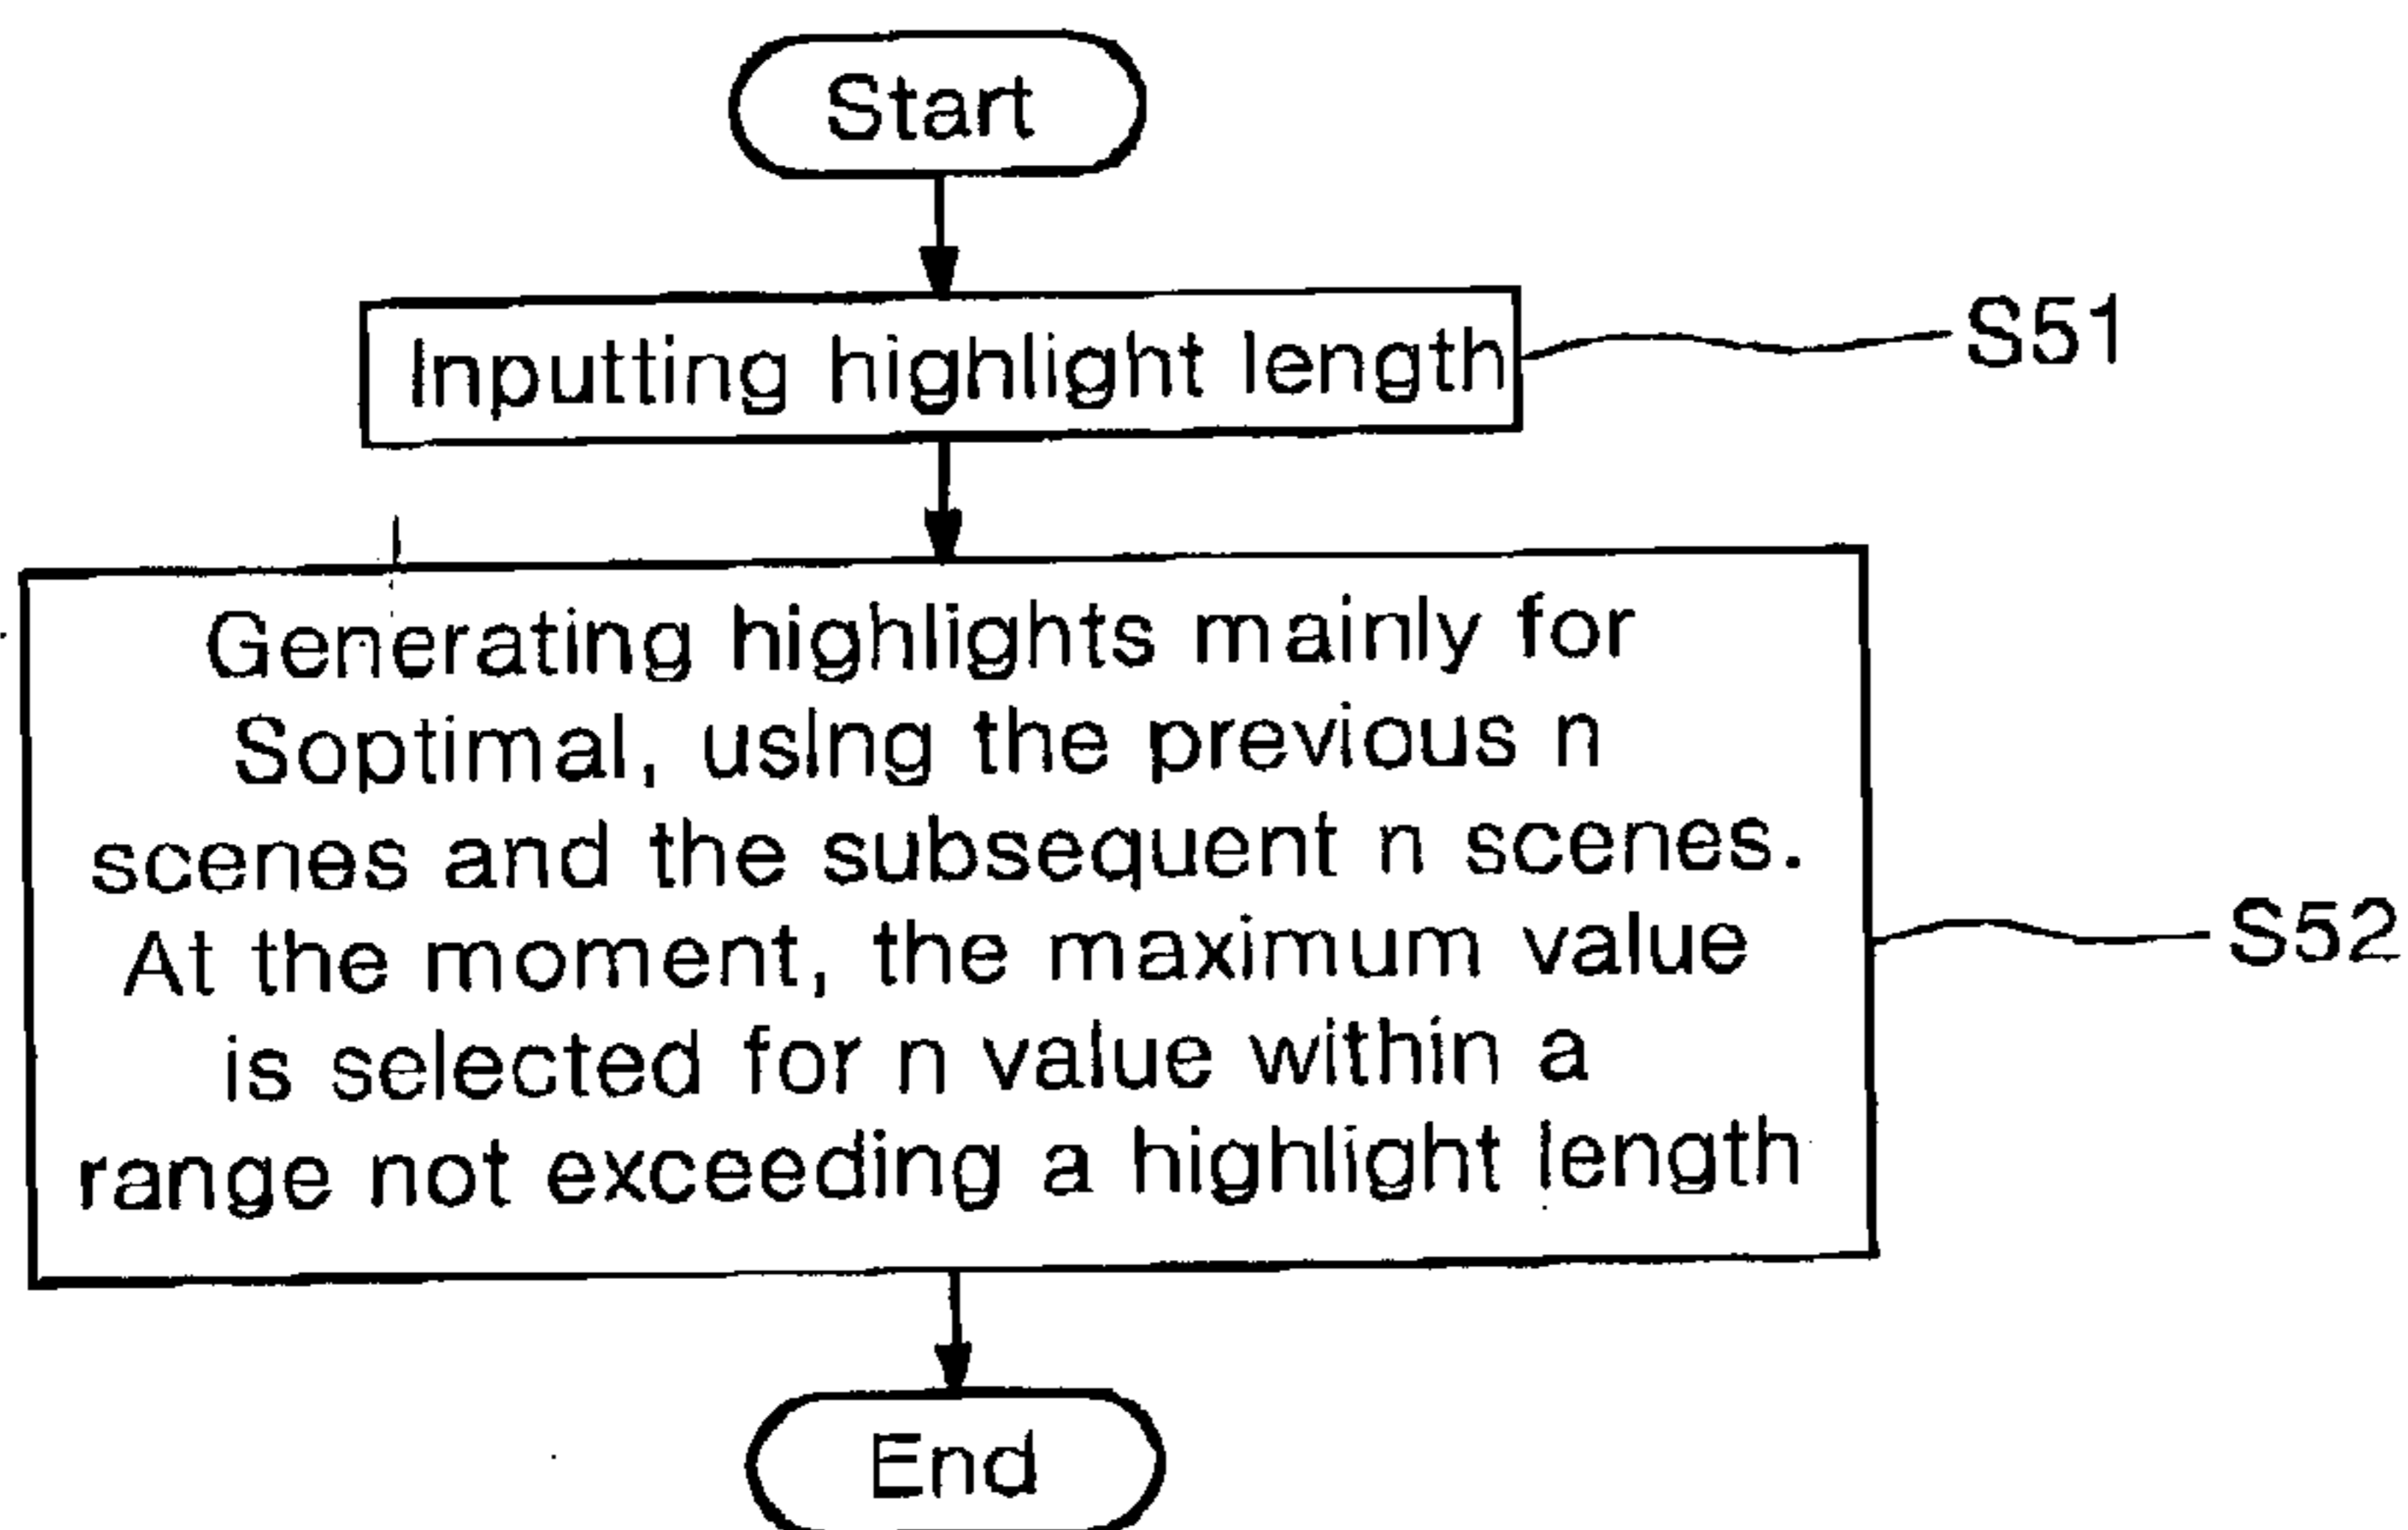 Start
Inputting highlight length
S51
Generating highlights mainly for
Soptimal, using the previous n
scenes and the subsequent n scenes.
At the moment, the maximum value
is selected for n value within a
range not exceeding a highlight length
S52
End